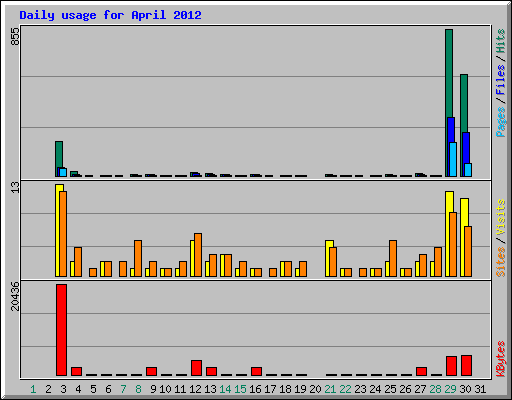 Daily usage for April 2012
855
Pages / Files / Hits
13
Sites / Visits
20436
KBytes
1 2 3 4 5 6 7 8 9 10 11 12 13 14 15 16 17 18 19 20 21 22 23 24 25 26 27 28 29 30 31